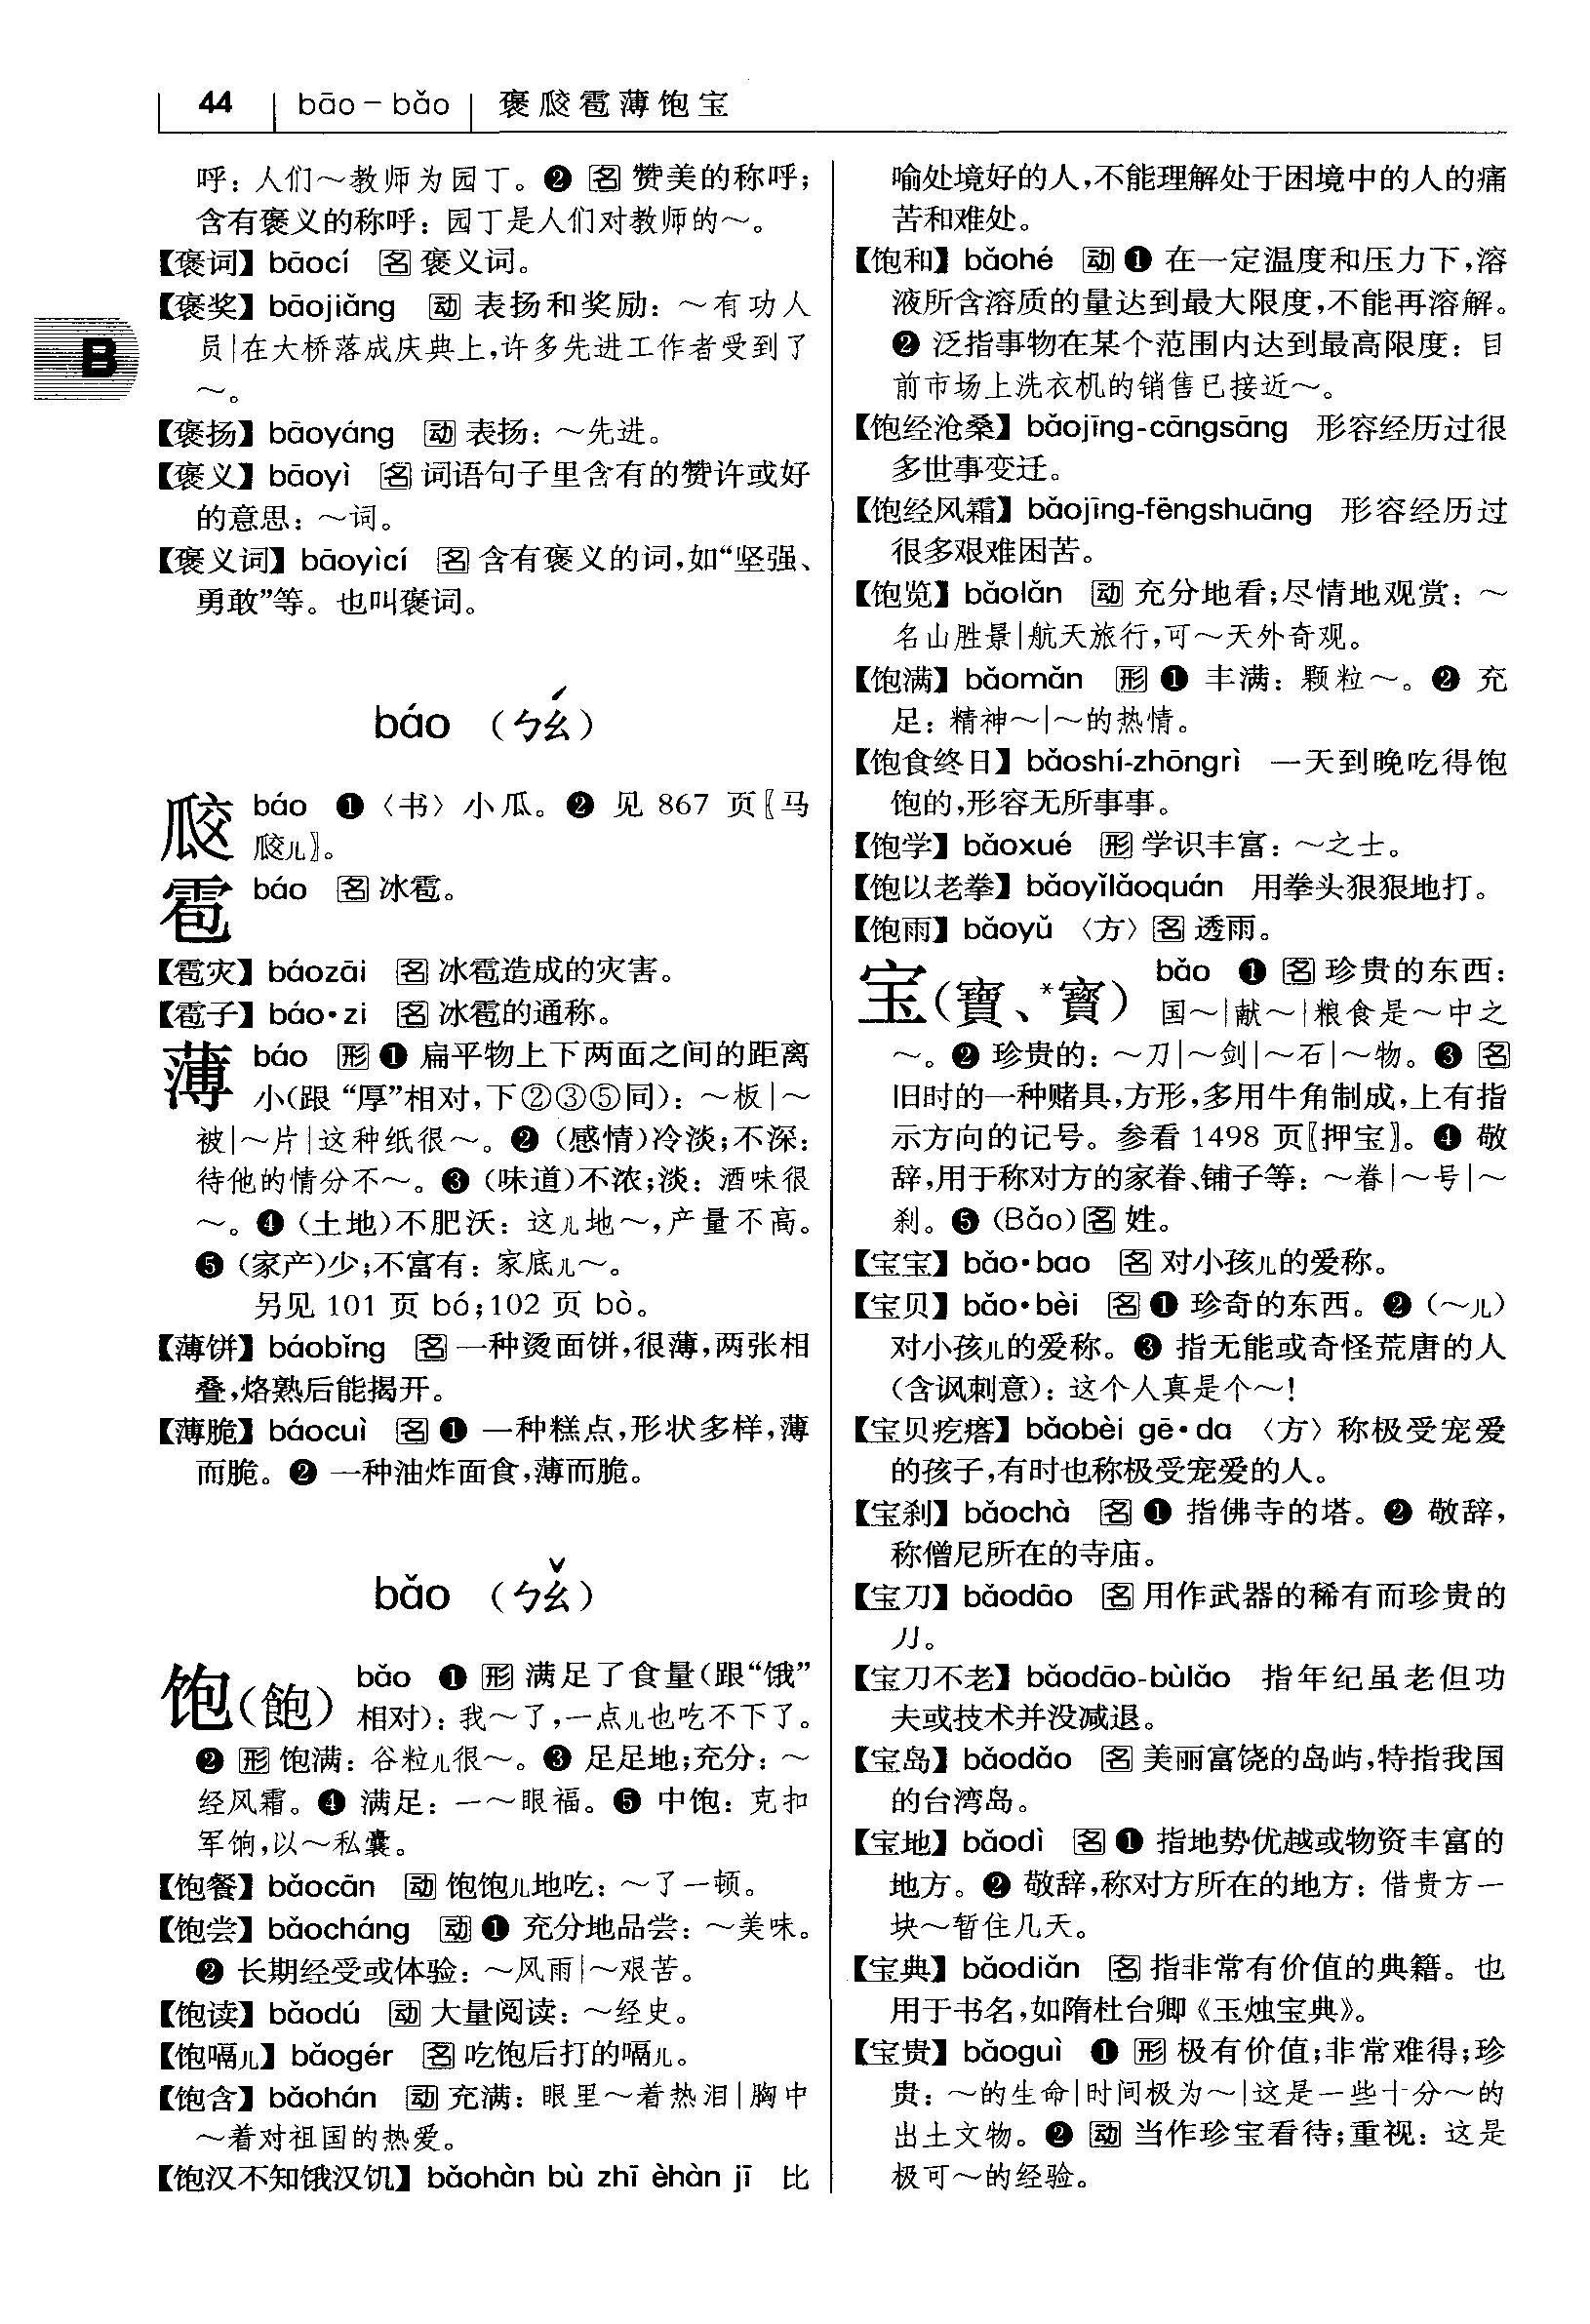 44 bāo－bǎo 褒㼎雹薄饱宝
呼：人们～教师为园丁。❷ 名 赞美的称呼；
含有褒义的称呼：园丁是人们对教师的～。
【褒词】bāocí 名 褒义词。
【褒奖】bāojiǎng 动 表扬和奖励：～有功人
员|在大桥落成庆典上，许多先进工作者受到了
～。
【褒扬】bāoyáng 动 表扬：～先进。
【褒义】bāoyì 名 词语句子里含有的赞许或好
的意思：～词。
【褒义词】bāoyìcí 名 含有褒义的词，如“坚强、
勇敢”等。也叫褒词。
báo （ㄅㄠˊ）
㼎 báo ❶〈书〉小瓜。❷ 见 867 页〖马
㼎儿〗。
雹 báo 名 冰雹。
【雹灾】báozāi 名 冰雹造成的灾害。
【雹子】báo·zi 名 冰雹的通称。
薄 báo 形 ❶ 扁平物上下两面之间的距离
小（跟“厚”相对，下②③⑤同）：～板|～
被|～片|这种纸很～。❷（感情）冷淡；不深：
待他的情分不～。❸（味道）不浓；淡：酒味很
～。❹（土地）不肥沃：这儿地～，产量不高。
❺（家产）少；不富有：家底儿～。
另见 101 页 bó；102 页 bò。
【薄饼】báobǐng 名 一种烫面饼，很薄，两张相
叠，烙熟后能揭开。
【薄脆】báocuì 名 ❶ 一种糕点，形状多样，薄
而脆。❷ 一种油炸面食，薄而脆。
bǎo （ㄅㄠˇ）
饱（飽） bǎo ❶ 形 满足了食量（跟“饿”
相对）：我～了，一点儿也吃不下了。
❷ 形 饱满：谷粒儿很～。❸ 足足地；充分：～
经风霜。❹ 满足：一～眼福。❺ 中饱：克扣
军饷，以～私囊。
【饱餐】bǎocān 动 饱饱儿地吃：～了一顿。
【饱尝】bǎocháng 动 ❶ 充分地品尝：～美味。
❷ 长期经受或体验：～风雨|～艰苦。
【饱读】bǎodú 动 大量阅读：～经史。
【饱嗝儿】bǎogér 名 吃饱后打的嗝儿。
【饱含】bǎohán 动 充满：眼里～着热泪|胸中
～着对祖国的热爱。
【饱汉不知饿汉饥】bǎohàn bù zhī èhàn jī 比
喻处境好的人，不能理解处于困境中的人的痛
苦和难处。
【饱和】bǎohé 动 ❶ 在一定温度和压力下，溶
液所含溶质的量达到最大限度，不能再溶解。
❷ 泛指事物在某个范围内达到最高限度：目
前市场上洗衣机的销售已接近～。
【饱经沧桑】bǎojīng-cāngsāng 形容经历过很
多世事变迁。
【饱经风霜】bǎojīng-fēngshuāng 形容经历过
很多艰难困苦。
【饱览】bǎolǎn 动 充分地看；尽情地观赏：～
名山胜景|航天旅行，可～天外奇观。
【饱满】bǎomǎn 形 ❶ 丰满：颗粒～。❷ 充
足：精神～|～的热情。
【饱食终日】bǎoshí-zhōngrì 一天到晚吃得饱
饱的，形容无所事事。
【饱学】bǎoxué 形 学识丰富：～之士。
【饱以老拳】bǎoyǐlǎoquán 用拳头狠狠地打。
【饱雨】bǎoyǔ〈方〉名 透雨。
宝（寶、*寳） bǎo ❶ 名 珍贵的东西：
国～|献～|粮食是～中之
～。❷ 珍贵的：～刀|～剑|～石|～物。❸ 名
旧时的一种赌具，方形，多用牛角制成，上有指
示方向的记号。参看 1498 页〖押宝〗。❹ 敬
辞，用于称对方的家眷、铺子等：～眷|～号|～
刹。❺（Bǎo）名 姓。
【宝宝】bǎo·bao 名 对小孩儿的爱称。
【宝贝】bǎo·bèi 名 ❶ 珍奇的东西。❷（～儿）
对小孩儿的爱称。❸ 指无能或奇怪荒唐的人
（含讽刺意）：这个人真是个～！
【宝贝疙瘩】bǎobèi gē·da〈方〉称极受宠爱
的孩子，有时也称极受宠爱的人。
【宝刹】bǎochà 名 ❶ 指佛寺的塔。❷ 敬辞，
称僧尼所在的寺庙。
【宝刀】bǎodāo 名 用作武器的稀有而珍贵的
刀。
【宝刀不老】bǎodāo-bùlǎo 指年纪虽老但功
夫或技术并没减退。
【宝岛】bǎodǎo 名 美丽富饶的岛屿，特指我国
的台湾岛。
【宝地】bǎodì 名 ❶ 指地势优越或物资丰富的
地方。❷ 敬辞，称对方所在的地方：借贵方一
块～暂住几天。
【宝典】bǎodiǎn 名 指非常有价值的典籍。也
用于书名，如隋杜台卿《玉烛宝典》。
【宝贵】bǎoguì ❶ 形 极有价值；非常难得；珍
贵：～的生命|时间极为～|这是一些十分～的
出土文物。❷ 动 当作珍宝看待；重视：这是
极可～的经验。
B